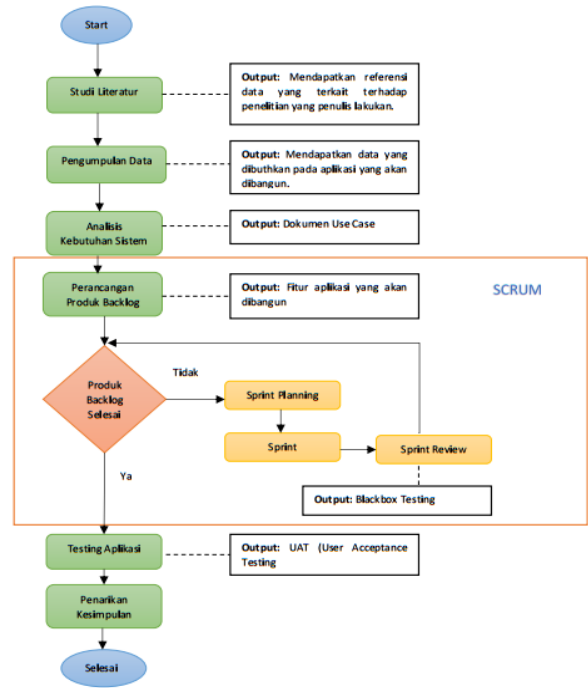 Start
Studi Literatur
Output: Mendapatkan referensi
data yang terkait terhadap
penelitian yang penulis lakukan.
Pengumpulan Data
Output: Mendapatkan data yang
dibuthkan pada aplikasi yang akan
dibangun.
Analisis
Kebutuhan Sistem
Output: Dokumen Use Case
Perancangan
Produk Backlog
Output: Fitur aplikasi yang akan
dibangun
SCRUM
Produk
Backlog
Selesai
Tidak
Sprint Planning
Sprint
Sprint Review
Ya
Output: Blackbox Testing
Testing Aplikasi
Output: UAT (User Acceptance
Testing
Penarikan
Kesimpulan
Selesai